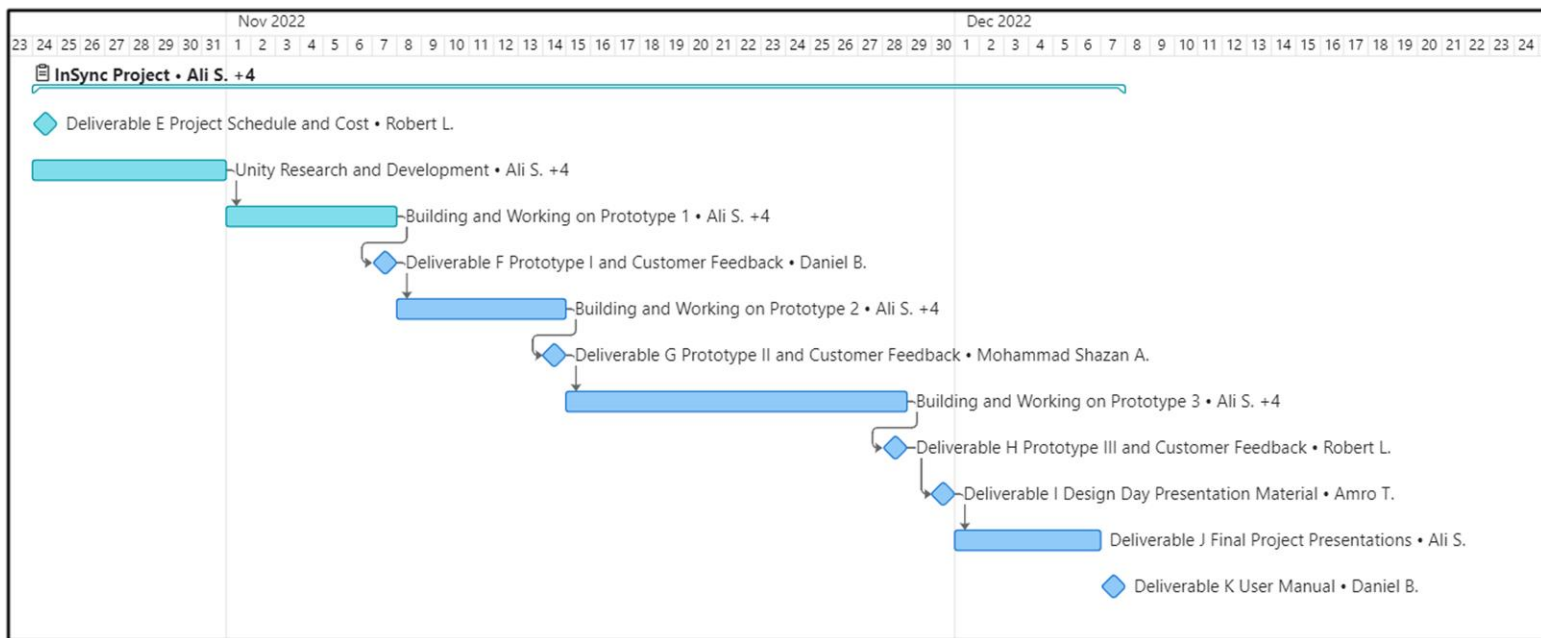 Nov 2022 Dec 2022
23 24 25 26 27 28 29 30 31 1 2 3 4 5 6 7 8 9 10 11 12 13 14 15 16 17 18 19 20 21 22 23 24 25 26 27 28 29 30 1 2 3 4 5 6 7 8 9 10 11 12 13 14 15 16 17 18 19 20 21 22 23 24
InSync Project • Ali S. +4
Deliverable E Project Schedule and Cost • Robert L.
Unity Research and Development • Ali S. +4
Building and Working on Prototype 1 • Ali S. +4
Deliverable F Prototype I and Customer Feedback • Daniel B.
Building and Working on Prototype 2 • Ali S. +4
Deliverable G Prototype II and Customer Feedback • Mohammad Shazan A.
Building and Working on Prototype 3 • Ali S. +4
Deliverable H Prototype III and Customer Feedback • Robert L.
Deliverable I Design Day Presentation Material • Amro T.
Deliverable J Final Project Presentations • Ali S.
Deliverable K User Manual • Daniel B.